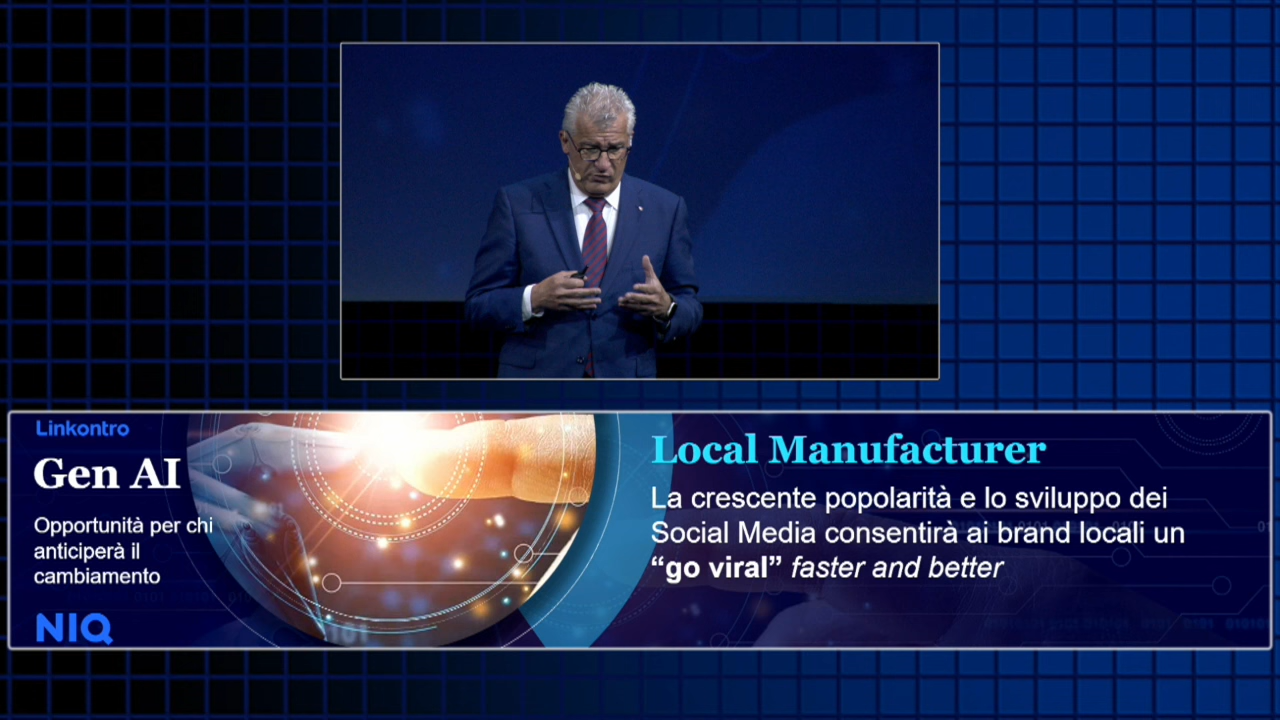 Linkontro
Gen AI
Opportunità per chi
anticiperà il
cambiamento
NIQ
Local Manufacturer
La crescente popolarità e lo sviluppo dei
Social Media consentirà ai brand locali un
“go viral” faster and better